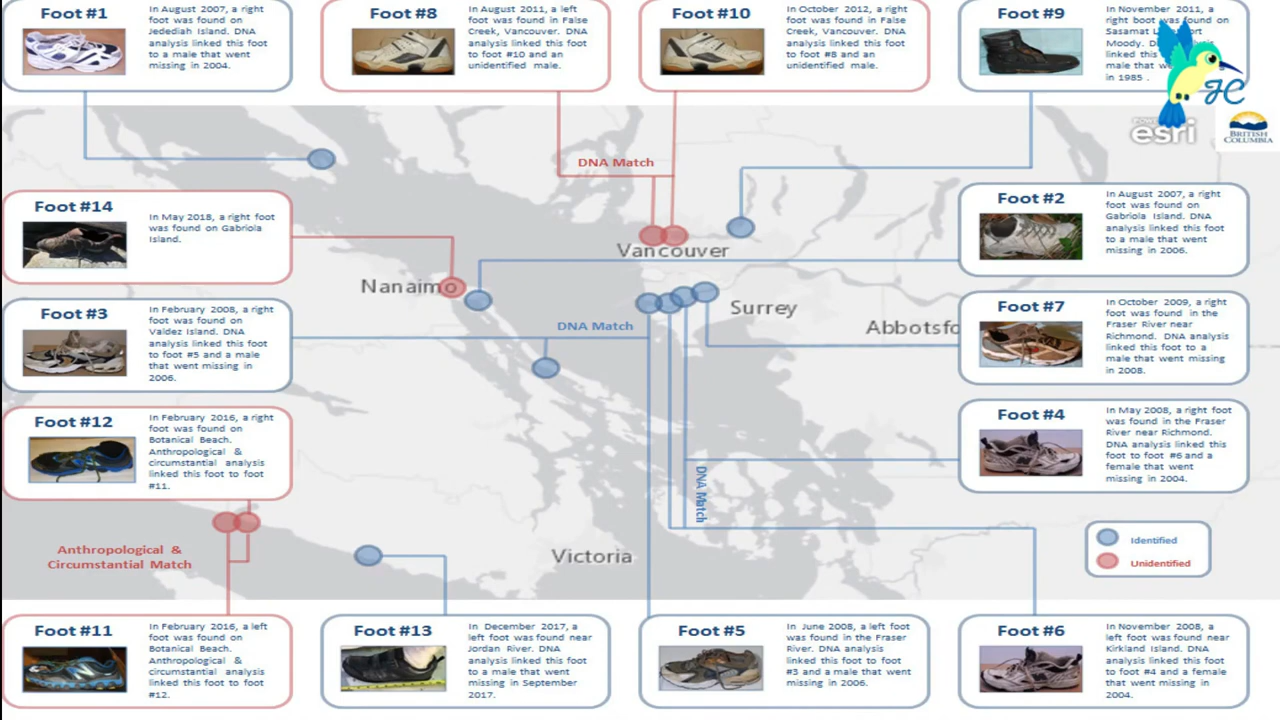 Foot #1
In August 2007, a right
foot was found on
Jedediah Island. DNA
analysis linked this foot
to a male that went
missing in 2004.
Foot #8
In August 2011, a left
foot was found in False
Creek, Vancouver. DNA
analysis linked this foot
to foot #10 and an
unidentified male.
Foot #10
In October 2012, a right
foot was found in False
Creek, Vancouver. DNA
analysis linked this foot
to foot #8 and an
unidentified male.
Foot #9
In November 2011, a
right boot was found on
Sasamat
Moody.
linked this
male that
in 1985 .
JC
esri
BRITISH
COLUMBIA
DNA Match
Foot #14
In May 2018, a right foot
was found on Gabriola
Island.
Foot #2
In August 2007, a right
foot was found on
Gabriola Island. DNA
analysis linked this foot
to a male that went
missing in 2006.
Vancouver
Nanaimo
Foot #3
In February 2008, a right
foot was found on
Valdez Island. DNA
analysis linked this foot
to foot #5 and a male
that went missing in
2006.
DNA Match
Surrey
Abbotsfo
Foot #7
In October 2009, a right
foot was found in the
Fraser River near
Richmond. DNA analysis
linked this foot to a
male that went missing
in 2008.
Foot #12
In February 2016, a right
foot was found on
Botanical Beach.
Anthropological &
circumstantial analysis
linked this foot to foot
#11.
Foot #4
In May 2008, a right foot
was found in the Fraser
River near Richmond.
DNA analysis linked this
foot to foot #6 and a
female that went
missing in 2004.
DNA Match
Anthropological &
Circumstantial Match
Victoria
Identified
Unidentified
Foot #11
In February 2016, a left
foot was found on
Botanical Beach.
Anthropological &
circumstantial analysis
linked this foot to foot
#12.
Foot #13
In December 2017, a
left foot was found near
Jordan River. DNA
analysis linked this foot
to a male that went
missing in September
2017.
Foot #5
In June 2008, a left foot
was found in the Fraser
River. DNA analysis
linked this foot to foot
#3 and a male that went
missing in 2006.
Foot #6
In November 2008, a
left foot was found near
Kirkland Island. DNA
analysis linked this foot
to foot #4 and a female
that went missing in
2004.